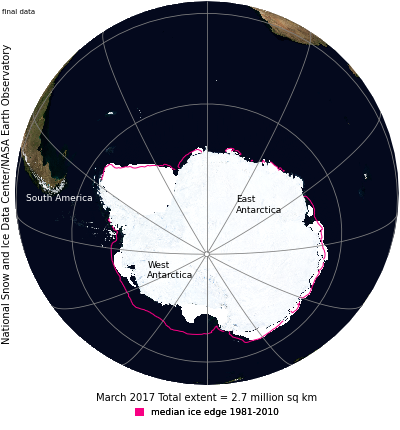 final data
National Snow and Ice Data Center/NASA Earth Observatory
South America
East
Antarctica
West
Antarctica
March 2017 Total extent = 2.7 million sq km
median ice edge 1981-2010